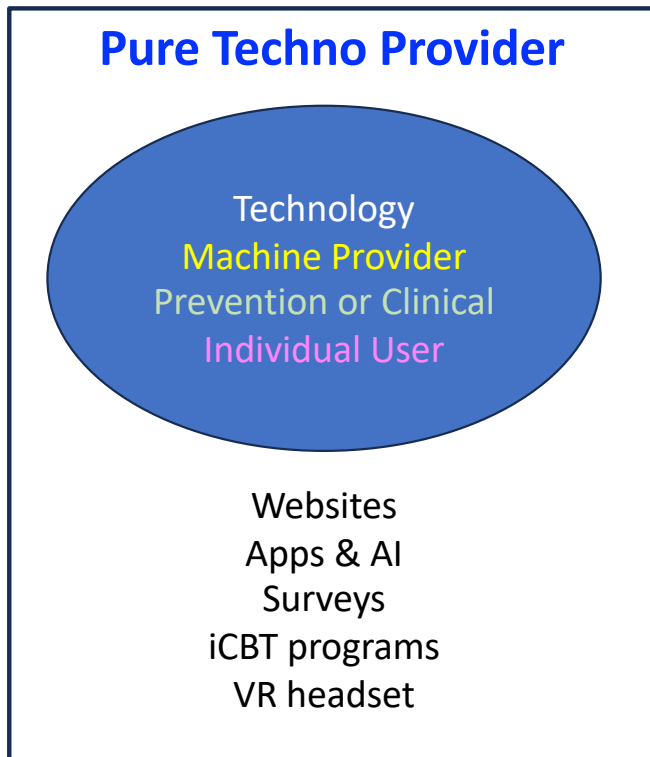 Pure Techno Provider
Technology
Machine Provider
Prevention or Clinical
Individual User
Websites
Apps & AI
Surveys
iCBT programs
VR headset